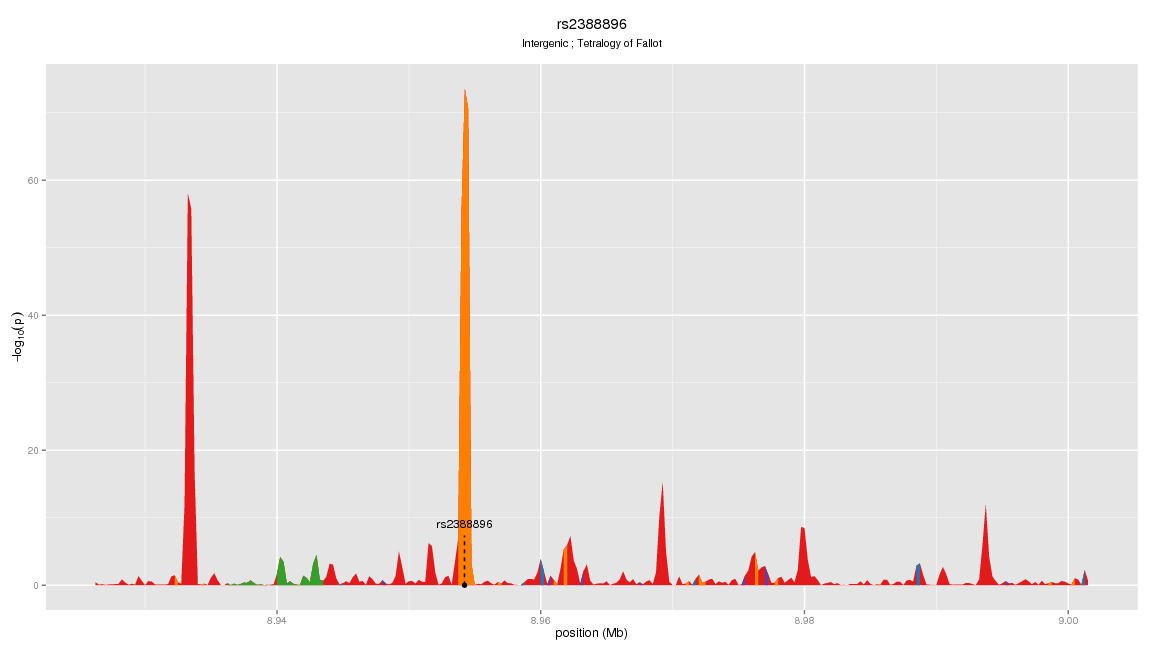 rs2388896
Intergenic ; Tetralogy of Fallot
−log10(p)
60
40
20
0
rs2388896
8.94
8.96
8.98
9.00
position (Mb)